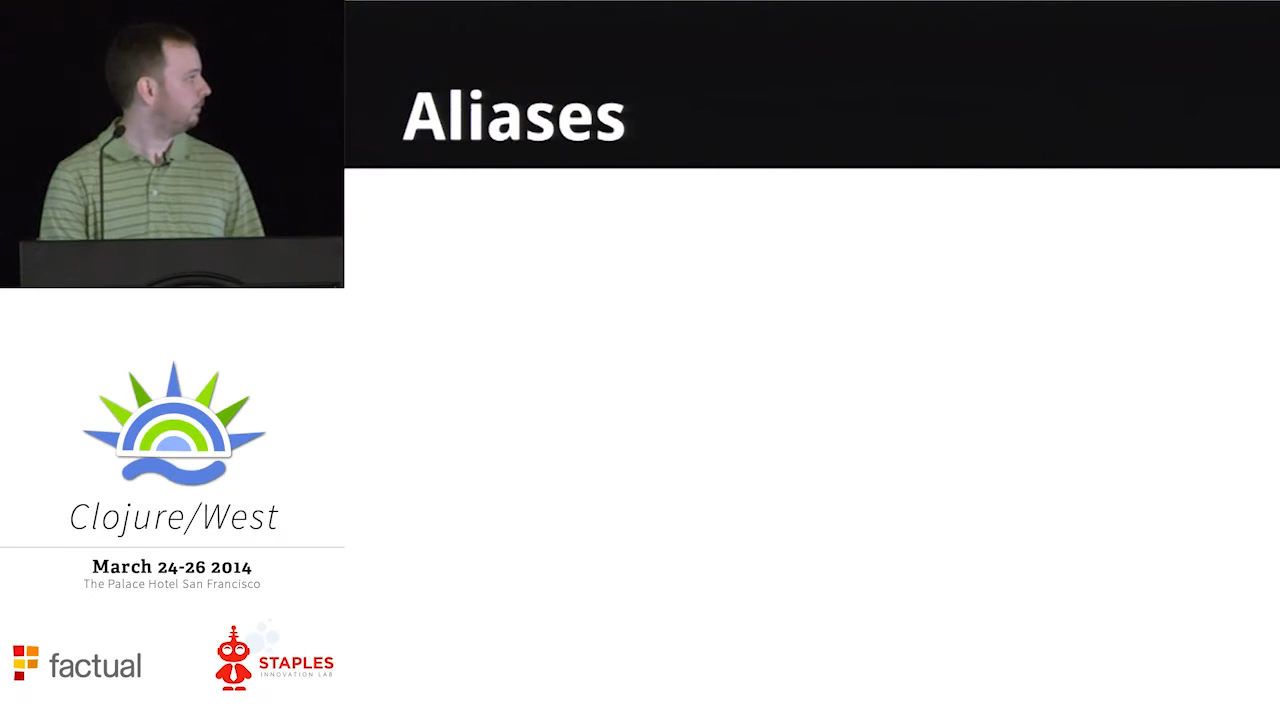 Aliases
Clojure/West
March 24-26 2014
The Palace Hotel San Francisco
factual
STAPLES
INNOVATION LAB